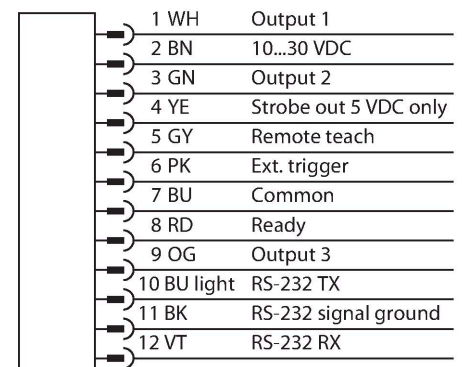 1 WH Output 1
2 BN 10...30 VDC
3 GN Output 2
4 YE Strobe out 5 VDC only
5 GY Remote teach
6 PK Ext. trigger
7 BU Common
8 RD Ready
9 OG Output 3
10 BU light RS-232 TX
11 BK RS-232 signal ground
12 VT RS-232 RX